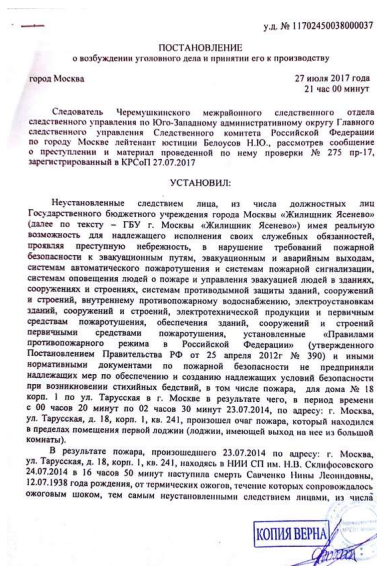 у.д. № 11702450038000037
ПОСТАНОВЛЕНИЕ
о возбуждении уголовного дела и принятии его к производству
город Москва 27 июля 2017 года
21 час 00 минут
Следователь Черемушкинского межрайонного следственного отдела
следственного управления по Юго-Западному административному округу Главного
следственного управления Следственного комитета Российской Федерации
по городу Москве лейтенант юстиции Белоусов Н.Ю., рассмотрев сообщение
о преступлении и материал проведенной по нему проверки № 275 пр-17,
зарегистрированный в КРСоП 27.07.2017
УСТАНОВИЛ:
Неустановленные следствием лица, из числа должностных лиц
Государственного бюджетного учреждения города Москвы «Жилищник Ясенево»
(далее по тексту – ГБУ г. Москвы «Жилищник Ясенево») имея реальную
возможность для надлежащего исполнения своих служебных обязанностей,
проявляя преступную небрежность, в нарушение требований пожарной
безопасности к эвакуационным путям, эвакуационным и аварийным выходам,
системам автоматического пожаротушения и системам пожарной сигнализации,
системам оповещения людей о пожаре и управления эвакуацией людей в зданиях,
сооружениях и строениях, системам противодымной защиты зданий, сооружений
и строений, внутреннему противопожарному водоснабжению, электроустановкам
зданий, сооружений и строений, электротехнической продукции и первичным
средствам пожаротушения, обеспечения зданий, сооружений и строений
первичными средствами пожаротушения, установленные «Правилами
противопожарного режима в Российской Федерации» (утвержденного
Постановлением Правительства РФ от 25 апреля 2012г № 390) и иными
нормативными документами по пожарной безопасности не предприняли
надлежащих мер по обеспечению и созданию надлежащих условий безопасности
при возникновении стихийных бедствий, в том числе пожара, для дома № 18
корп. 1 по ул. Тарусская в г. Москве в результате чего, в период времени
с 00 часов 20 минут по 02 часов 30 минут 23.07.2014, по адресу: г. Москва,
ул. Тарусская, д. 18, корп. 1, кв. 241, произошел очаг пожара, который находился
в пределах помещения первой лоджии (лоджии, имеющей выход на нее из большой
комнаты).
В результате пожара, произошедшего 23.07.2014 по адресу: г. Москва,
ул. Тарусская, д. 18, корп. 1, кв. 241, находясь в НИИ СП им. Н.В. Склифосовского
24.07.2014 в 16 часов 50 минут наступила смерть Савченко Нины Леонидовны,
12.07.1938 года рождения, от термических ожогов, течение которых сопровождалось
ожоговым шоком, тем самым неустановленными следствием лицами, из числа
КОПИЯ ВЕРНА